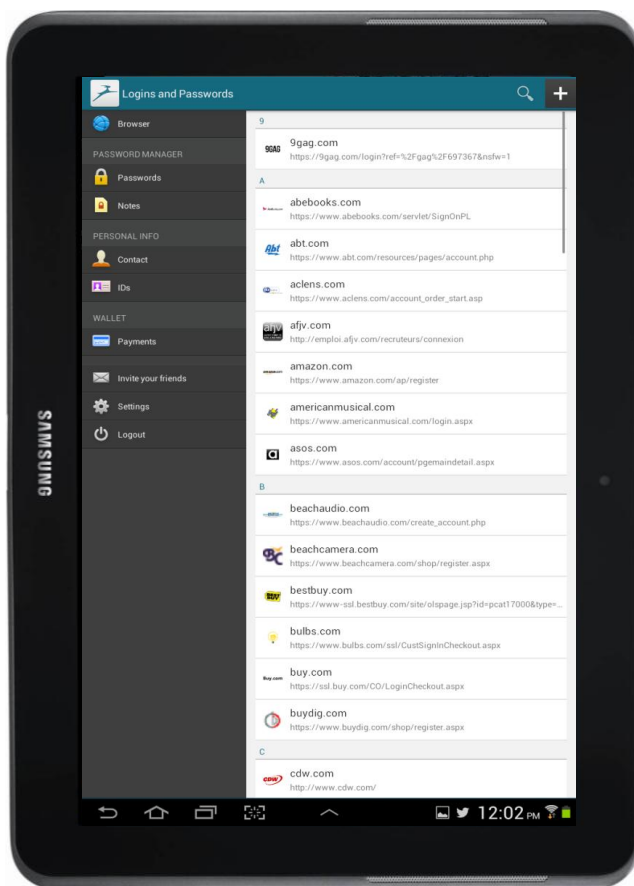 Logins and Passwords
Browser
PASSWORD MANAGER
Passwords
Notes
PERSONAL INFO
Contact
IDs
WALLET
Payments
Invite your friends
Settings
Logout
9
9GAG
9gag.com
https://9gag.com/login?ref=%2Fgag%2F697367&nsfw=1
A
abebooks.com
https://www.abebooks.com/servlet/SignOnPL
Abt
abt.com
https://www.abt.com/resources/pages/account.php
aclens.com
https://www.aclens.com/account_order_start.asp
afjv
afjv.com
http://emploi.afjv.com/recruteurs/connexion
amazon.com
https://www.amazon.com/ap/register
americanmusical.com
https://www.americanmusical.com/login.aspx
a
asos.com
https://www.asos.com/account/pgemaindetail.aspx
B
beachaudio.com
https://www.beachaudio.com/create_account.php
BC
beachcamera.com
https://www.beachcamera.com/shop/register.aspx
BEST BUY
bestbuy.com
https://www-ssl.bestbuy.com/site/olspage.jsp?id=pcat17000&type=...
bulbs.com
https://www.bulbs.com/ssl/CustSignInCheckout.aspx
Buy.com
buy.com
https://ssl.buy.com/CO/LoginCheckout.aspx
buydig.com
https://www.buydig.com/shop/register.aspx
C
CDW
cdw.com
http://www.cdw.com/
12:02 PM
SAMSUNG